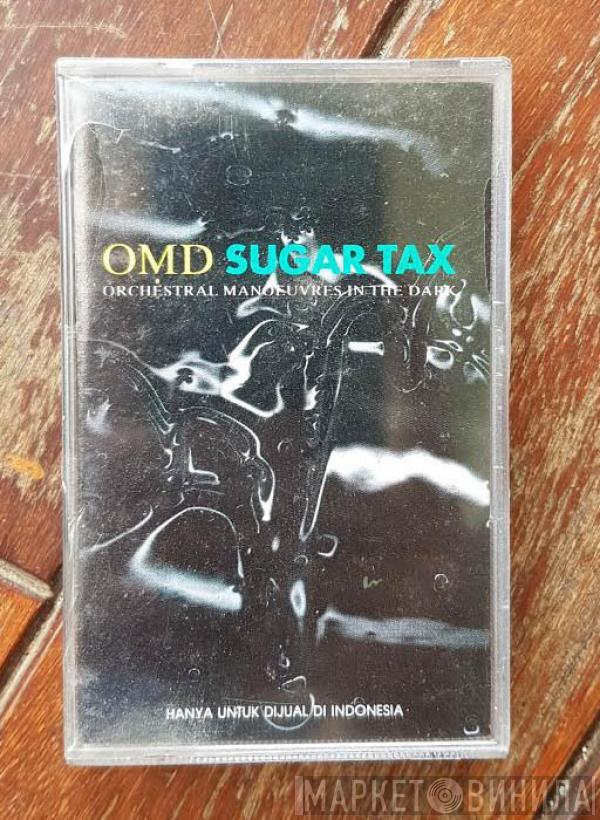 OMD SUGAR TAX
ORCHESTRAL MANOEUVRES IN THE DARK
HANYA UNTUK DIJUAL DI INDONESIA
МАРКЕТ ВИНИЛА